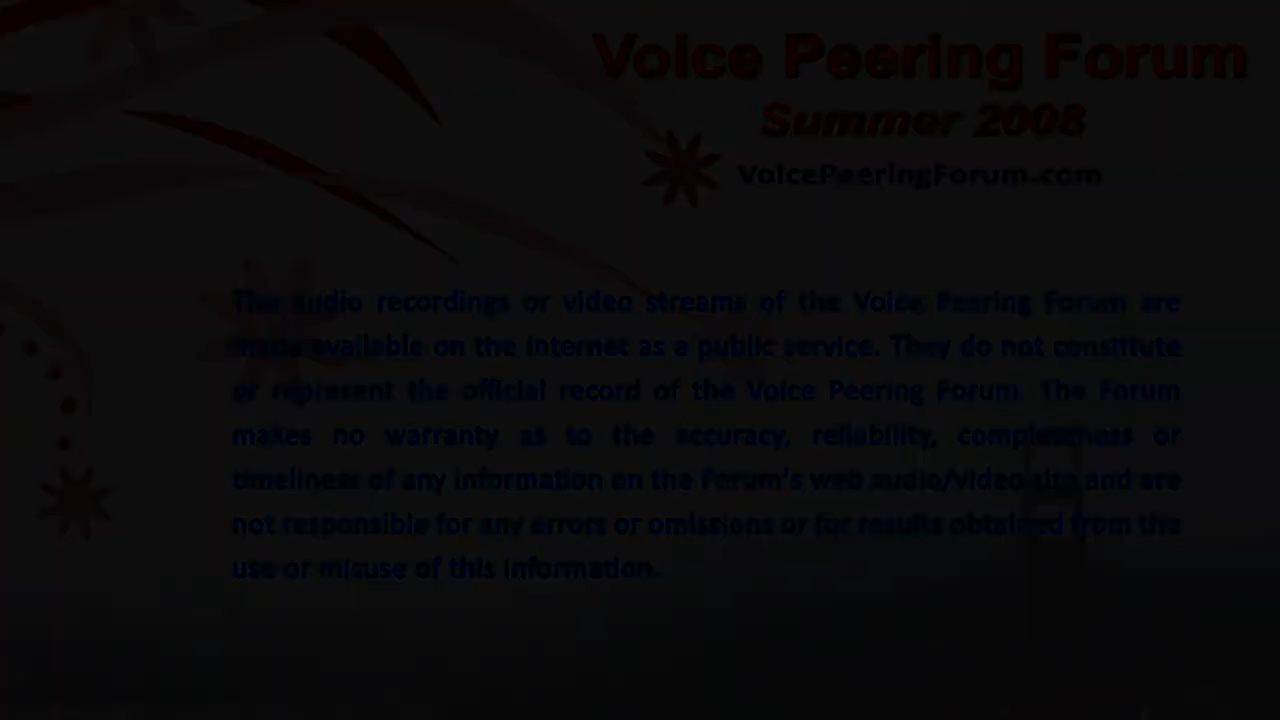 Voice Peering Forum
Summer 2008
VoicePeeringForum.com
The audio recordings or video streams of the Voice Peering Forum are
made available on the Internet as a public service. They do not constitute
or represent the official record of the Voice Peering Forum. The Forum
makes no warranty as to the accuracy, reliability, completeness or
timeliness of any information on the Forum's web audio/video site and are
not responsible for any errors or omissions or for results obtained from the
use or misuse of this information.